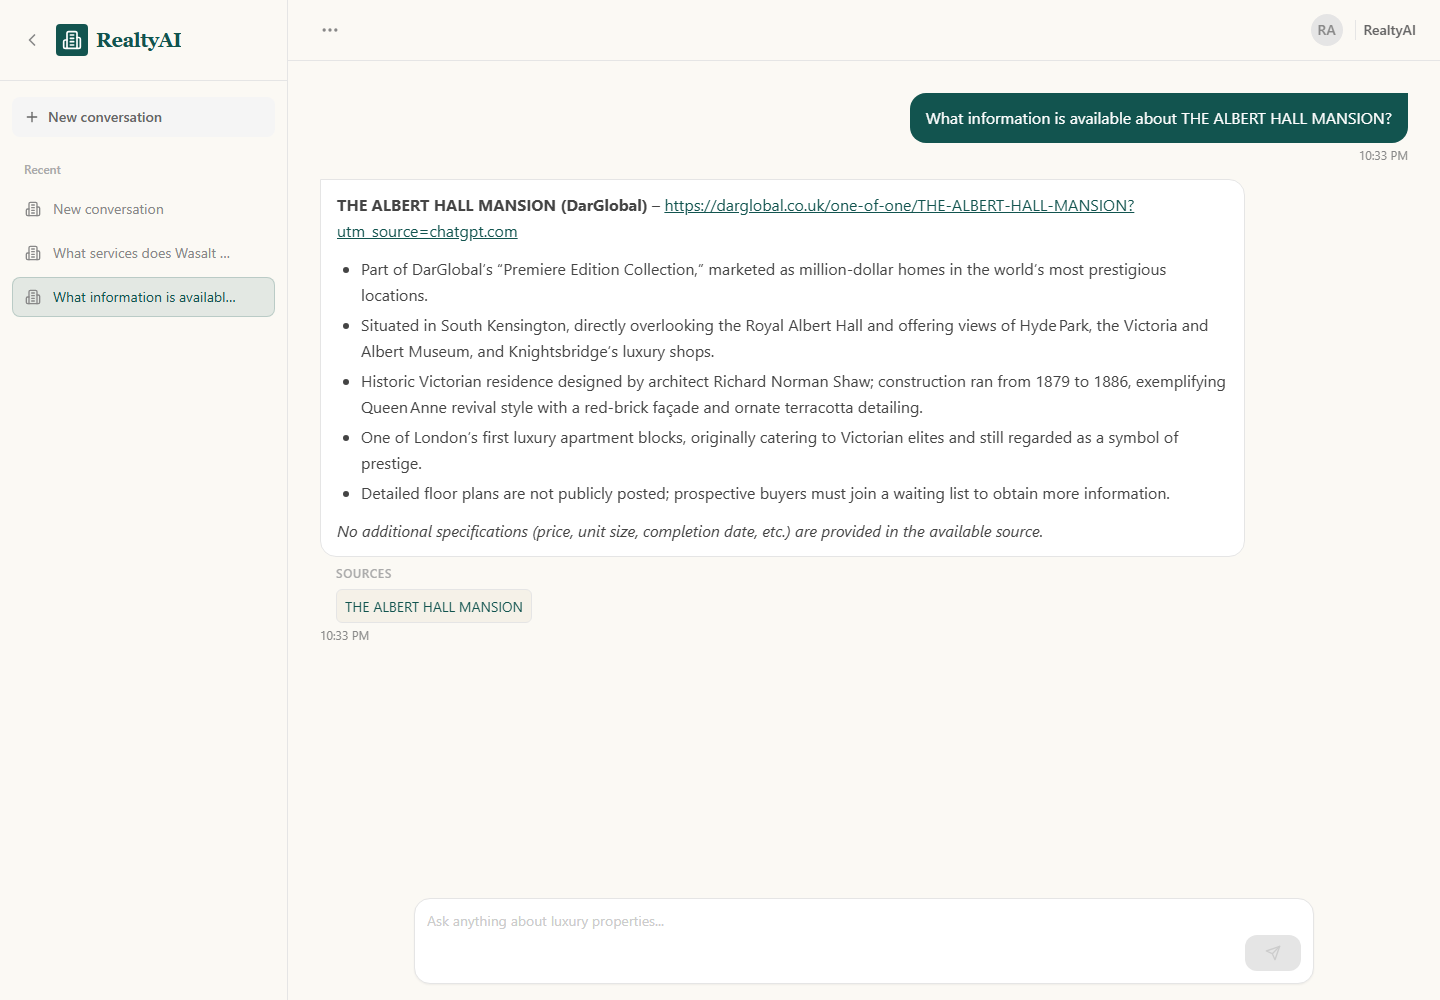 RealtyAI
New conversation
Recent
New conversation
What services does Wasalt ...
What information is availabl...
RA
RealtyAI
What information is available about THE ALBERT HALL MANSION?
10:33 PM
THE ALBERT HALL MANSION (DarGlobal) – https://darglobal.co.uk/one-of-one/THE-ALBERT-HALL-MANSION?
utm_source=chatgpt.com
• Part of DarGlobal’s “Premiere Edition Collection,” marketed as million-dollar homes in the world’s most prestigious
locations.
• Situated in South Kensington, directly overlooking the Royal Albert Hall and offering views of Hyde Park, the Victoria and
Albert Museum, and Knightsbridge’s luxury shops.
• Historic Victorian residence designed by architect Richard Norman Shaw; construction ran from 1879 to 1886, exemplifying
Queen Anne revival style with a red-brick façade and ornate terracotta detailing.
• One of London’s first luxury apartment blocks, originally catering to Victorian elites and still regarded as a symbol of
prestige.
• Detailed floor plans are not publicly posted; prospective buyers must join a waiting list to obtain more information.
No additional specifications (price, unit size, completion date, etc.) are provided in the available source.
SOURCES
THE ALBERT HALL MANSION
10:33 PM
Ask anything about luxury properties...